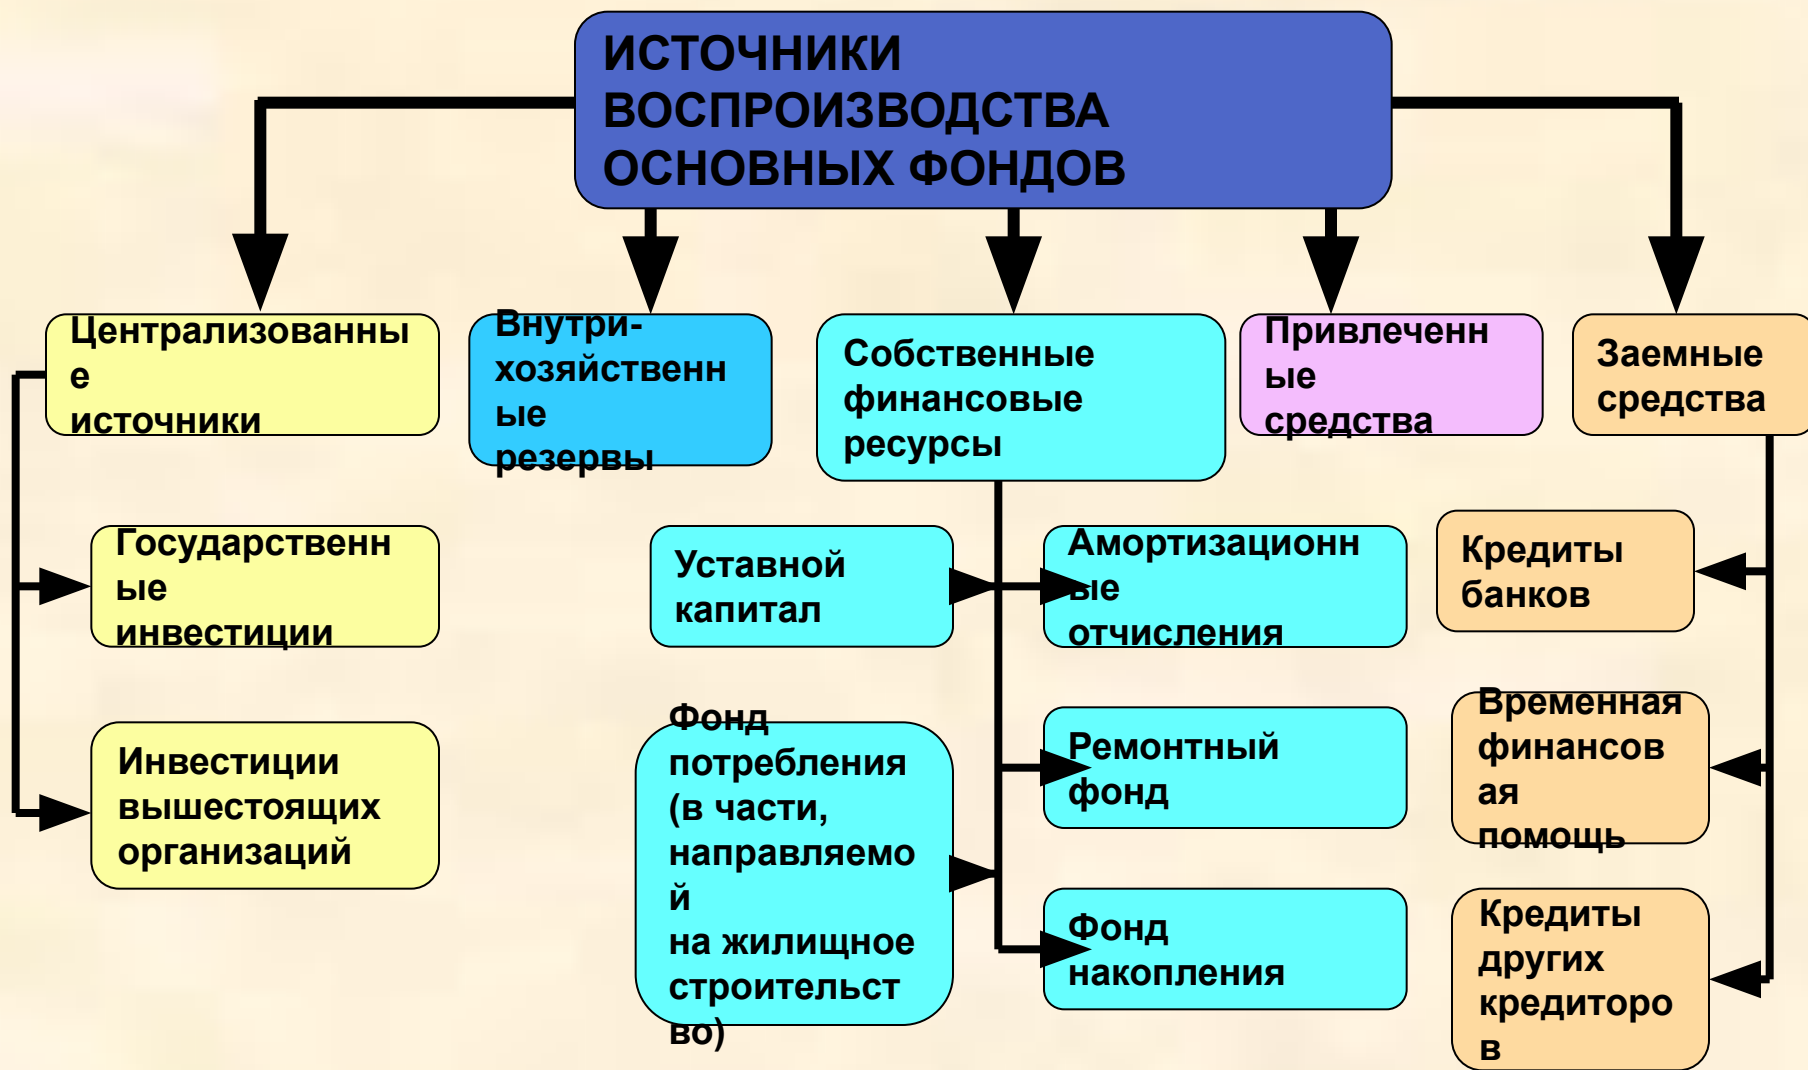 ИСТОЧНИКИ
ВОСПРОИЗВОДСТВА
ОСНОВНЫХ ФОНДОВ
Централизованны
е
источники
Внутри-
хозяйственн
ые
резервы
Собственные
финансовые
ресурсы
Привлеченн
ые
средства
Заемные
средства
Государственн
ые
инвестиции
Инвестиции
вышестоящих
организаций
Уставной
капитал
Фонд
потребления
(в части,
направляемо
й
на жилищное
строительст
во)
Амортизационн
ые
отчисления
Ремонтный
фонд
Фонд
накопления
Кредиты
банков
Временная
финансов
ая
помощь
Кредиты
других
кредиторо
в